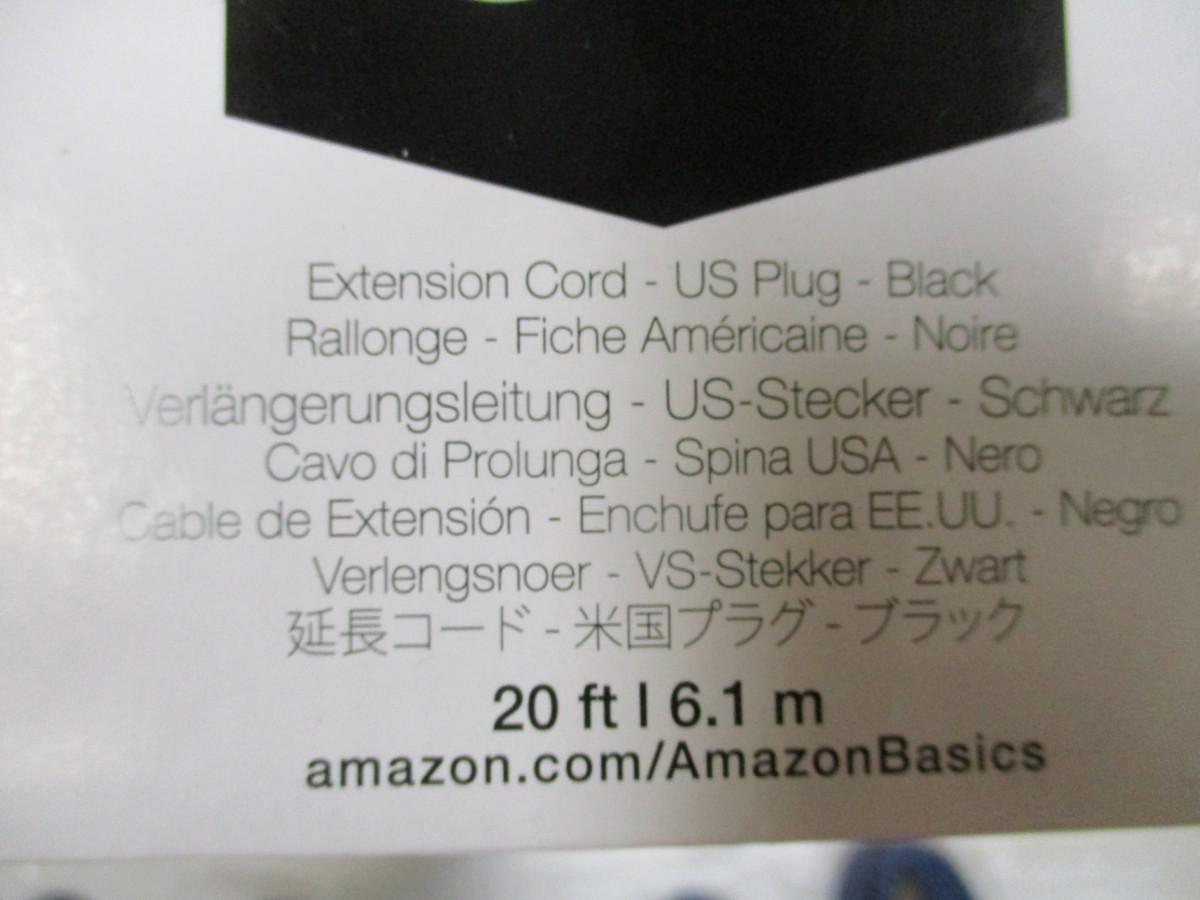 Extension Cord - US Plug - Black
Rallonge - Fiche Américaine - Noire
Verlängerungsleitung - US-Stecker - Schwarz
Cavo di Prolunga - Spina USA - Nero
Cable de Extensión - Enchufe para EE.UU. - Negro
Verlengsnoer - VS-Stekker - Zwart
延長コード - 米国プラグ - ブラック
20 ft l 6.1 m
amazon.com/AmazonBasics